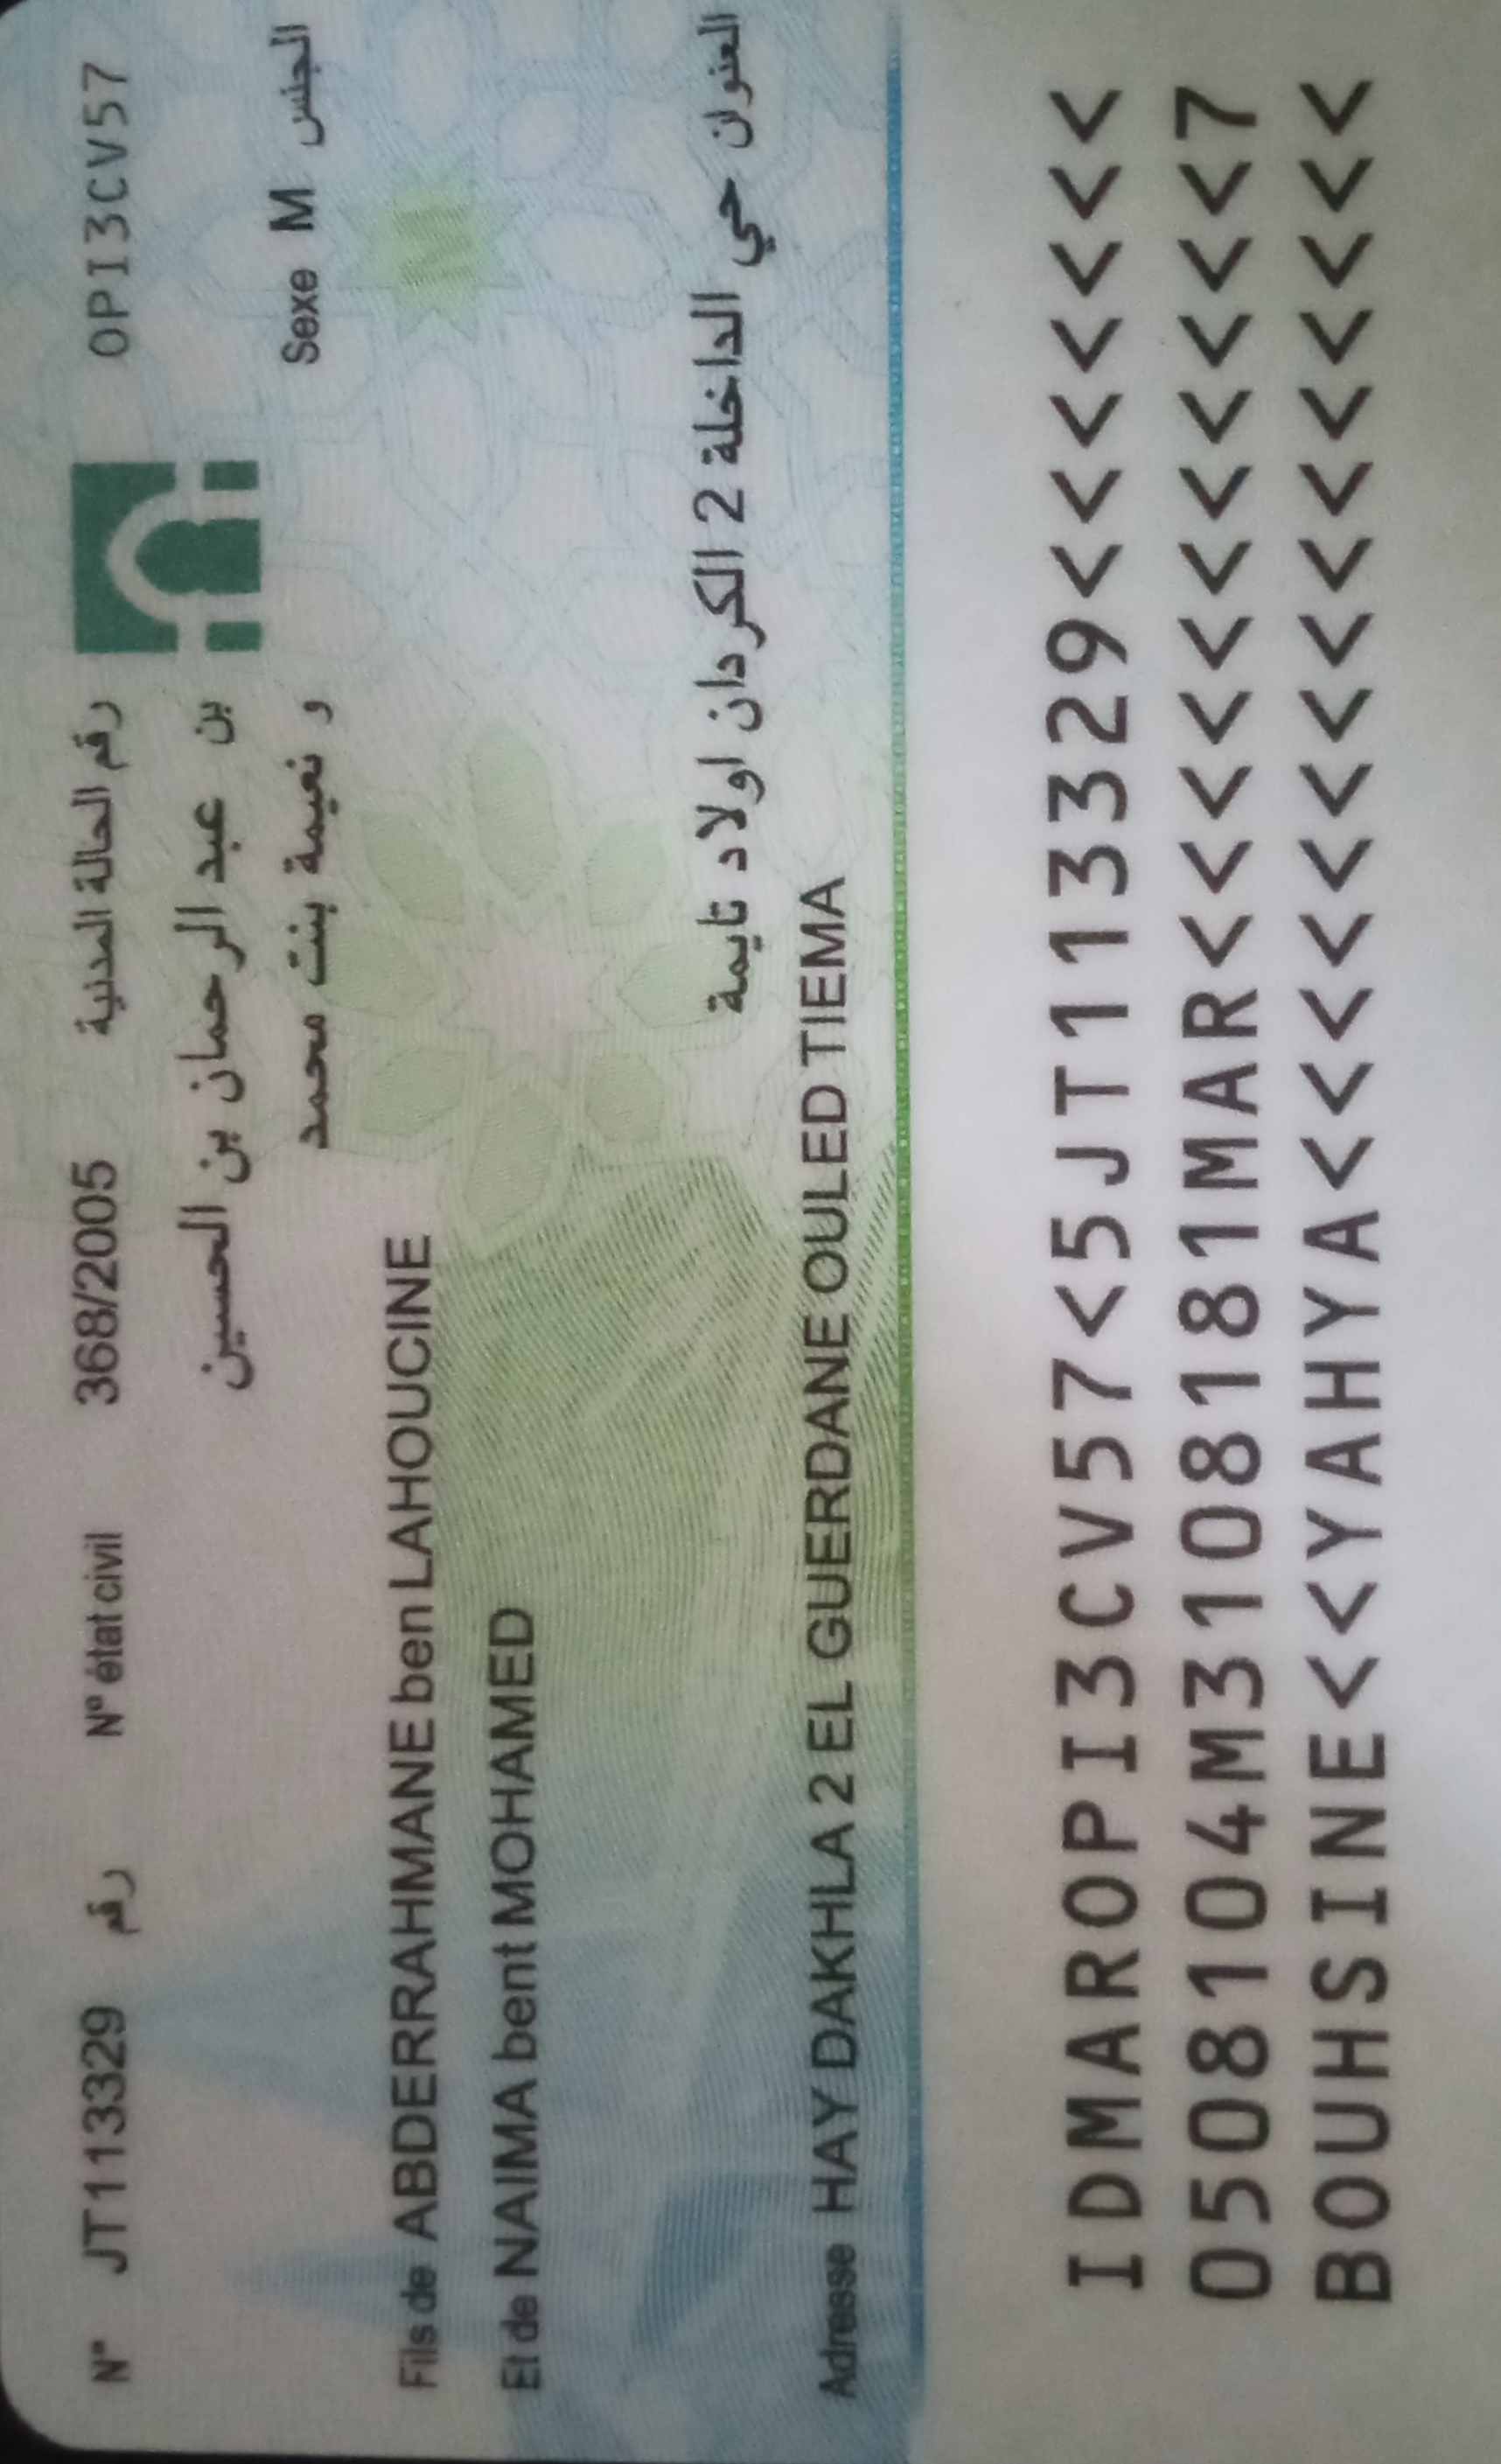 N° JT113329 رقم N° état civil 368/2005 رقم الحالة المدنية OPI3CV57
بن عبد الرحمان بن الحسين
و نعيمة بنت محمد
Sexe M الجنس
Fils de ABDERRAHMANE ben LAHOUCINE
M
Et de NAIMA bent MOHAMED
العنوان حي الداخلة 2 الكردان اولاد تايمة
Adresse HAY DAKHLA 2 EL GUERDANE OULED TIEMA
IDMAROPI3CV57<5JT113329<<<<<<<
0508104M3108181MAR<<<<<<<<<<<7
BOUHSINE<<YAHYA<<<<<<<<<<<<<<<